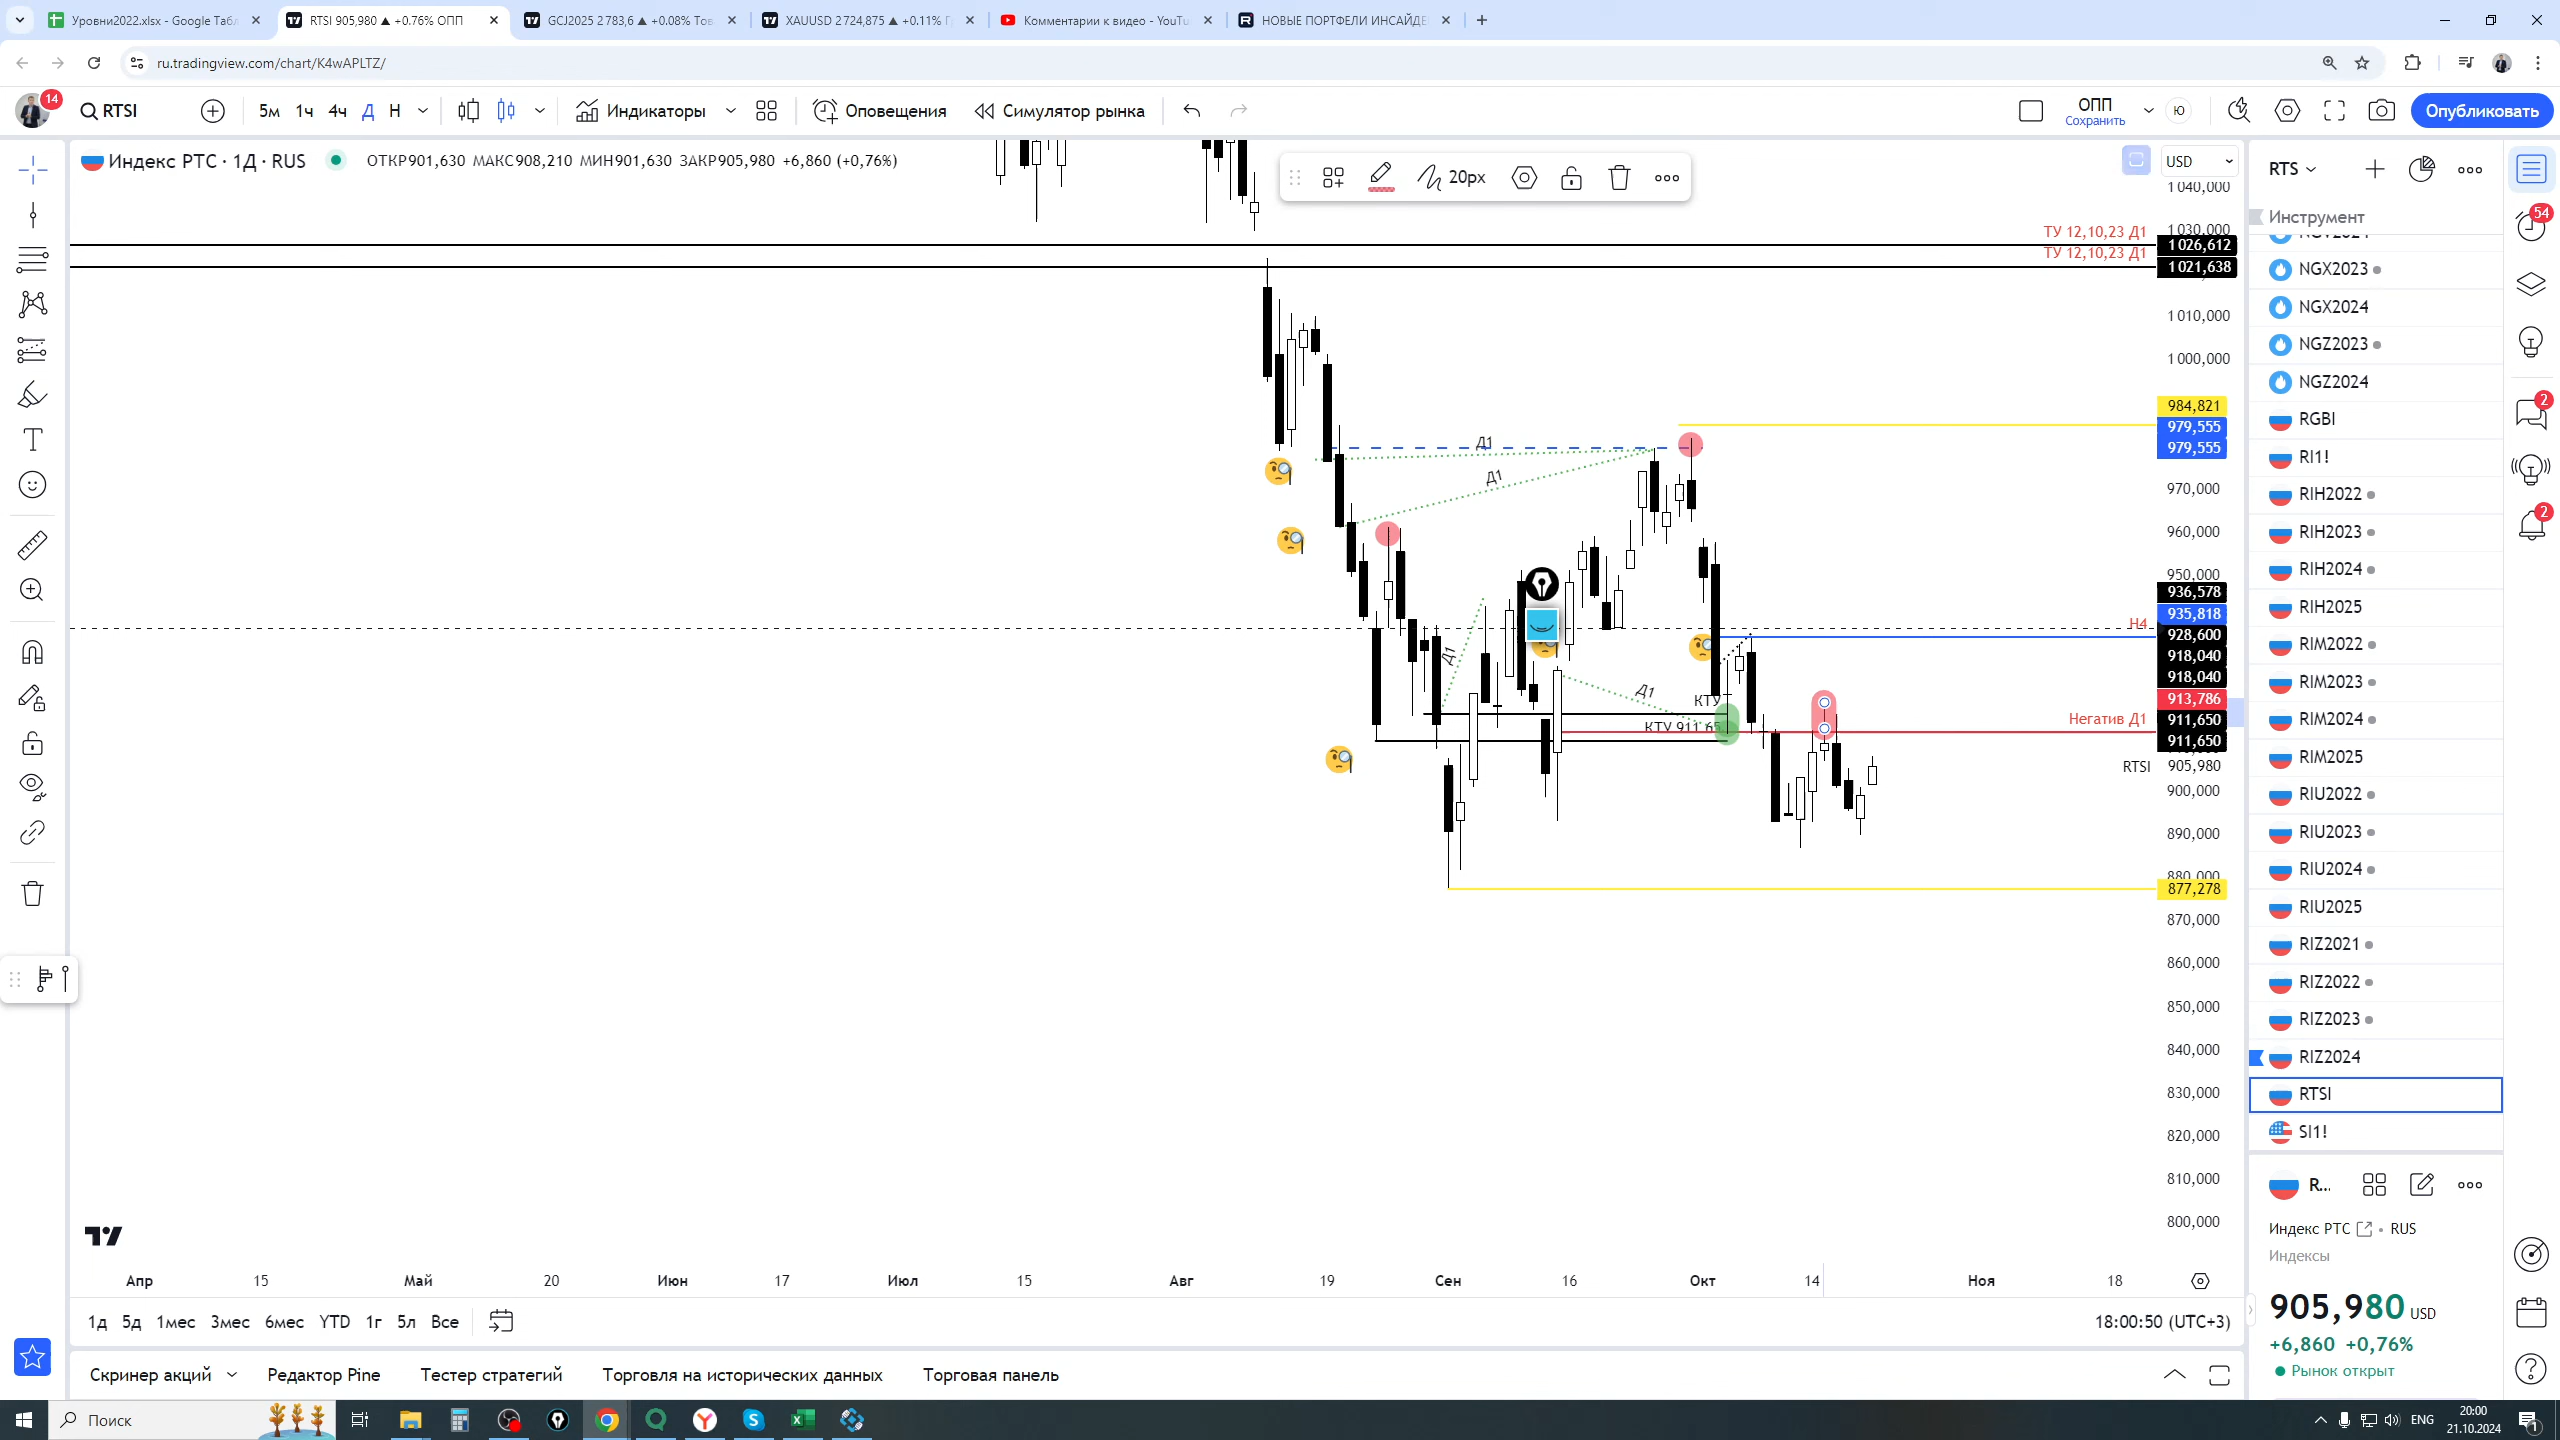 Уровни2022.xlsx - Google Табл
RTSI 905,980 ▲ +0.76% ОПП
GCJ2025 2 783,6 ▲ +0.08% Тов
XAUUSD 2 724,875 ▲ +0.11% Г
Комментарии к видео - YouTu
НОВЫЕ ПОРТФЕЛИ ИНСАЙДЕ
ru.tradingview.com/chart/K4wAPLTZ/
14
RTSI
5м 1ч 4ч Д Н
Индикаторы
Оповещения
Симулятор рынка
ОПП
Сохранить
Ю
Опубликовать
Индекс РТС · 1Д · RUS
ОТКР901,630 МАКС908,210 МИН901,630 ЗАКР905,980 +6,860 (+0,76%)
20px
USD
1 040,000
1 030,000
ТУ 12,10,23 Д1
1 026,612
ТУ 12,10,23 Д1
1 021,638
1 010,000
1 000,000
984,821
979,555
979,555
970,000
960,000
950,000
936,578
935,818
928,600
918,040
918,040
913,786
911,650
911,650
RTSI 905,980
900,000
890,000
880,000
877,278
870,000
860,000
850,000
840,000
830,000
820,000
810,000
800,000
Д1
Д1
Д1
Д1
Н4
КТУ
КТУ 911 65
Негатив Д1
Апр 15 Май 20 Июн 17 Июл 15 Авг 19 Сен 16 Окт 14 Ноя 18
1д 5д 1мес 3мес 6мес YTD 1г 5л Все
18:00:50 (UTC+3)
Скринер акций
Редактор Pine
Тестер стратегий
Торговля на исторических данных
Торговая панель
RTS
Инструмент
NGX2023
NGX2024
NGZ2023
NGZ2024
RGBI
RI1!
RIH2022
RIH2023
RIH2024
RIH2025
RIM2022
RIM2023
RIM2024
RIM2025
RIU2022
RIU2023
RIU2024
RIU2025
RIZ2021
RIZ2022
RIZ2023
RIZ2024
RTSI
SI1!
R...
Индекс РТС • RUS
Индексы
905,980 USD
+6,860 +0,76%
Рынок открыт
54
2
2
Поиск
ENG
20:00
21.10.2024
1